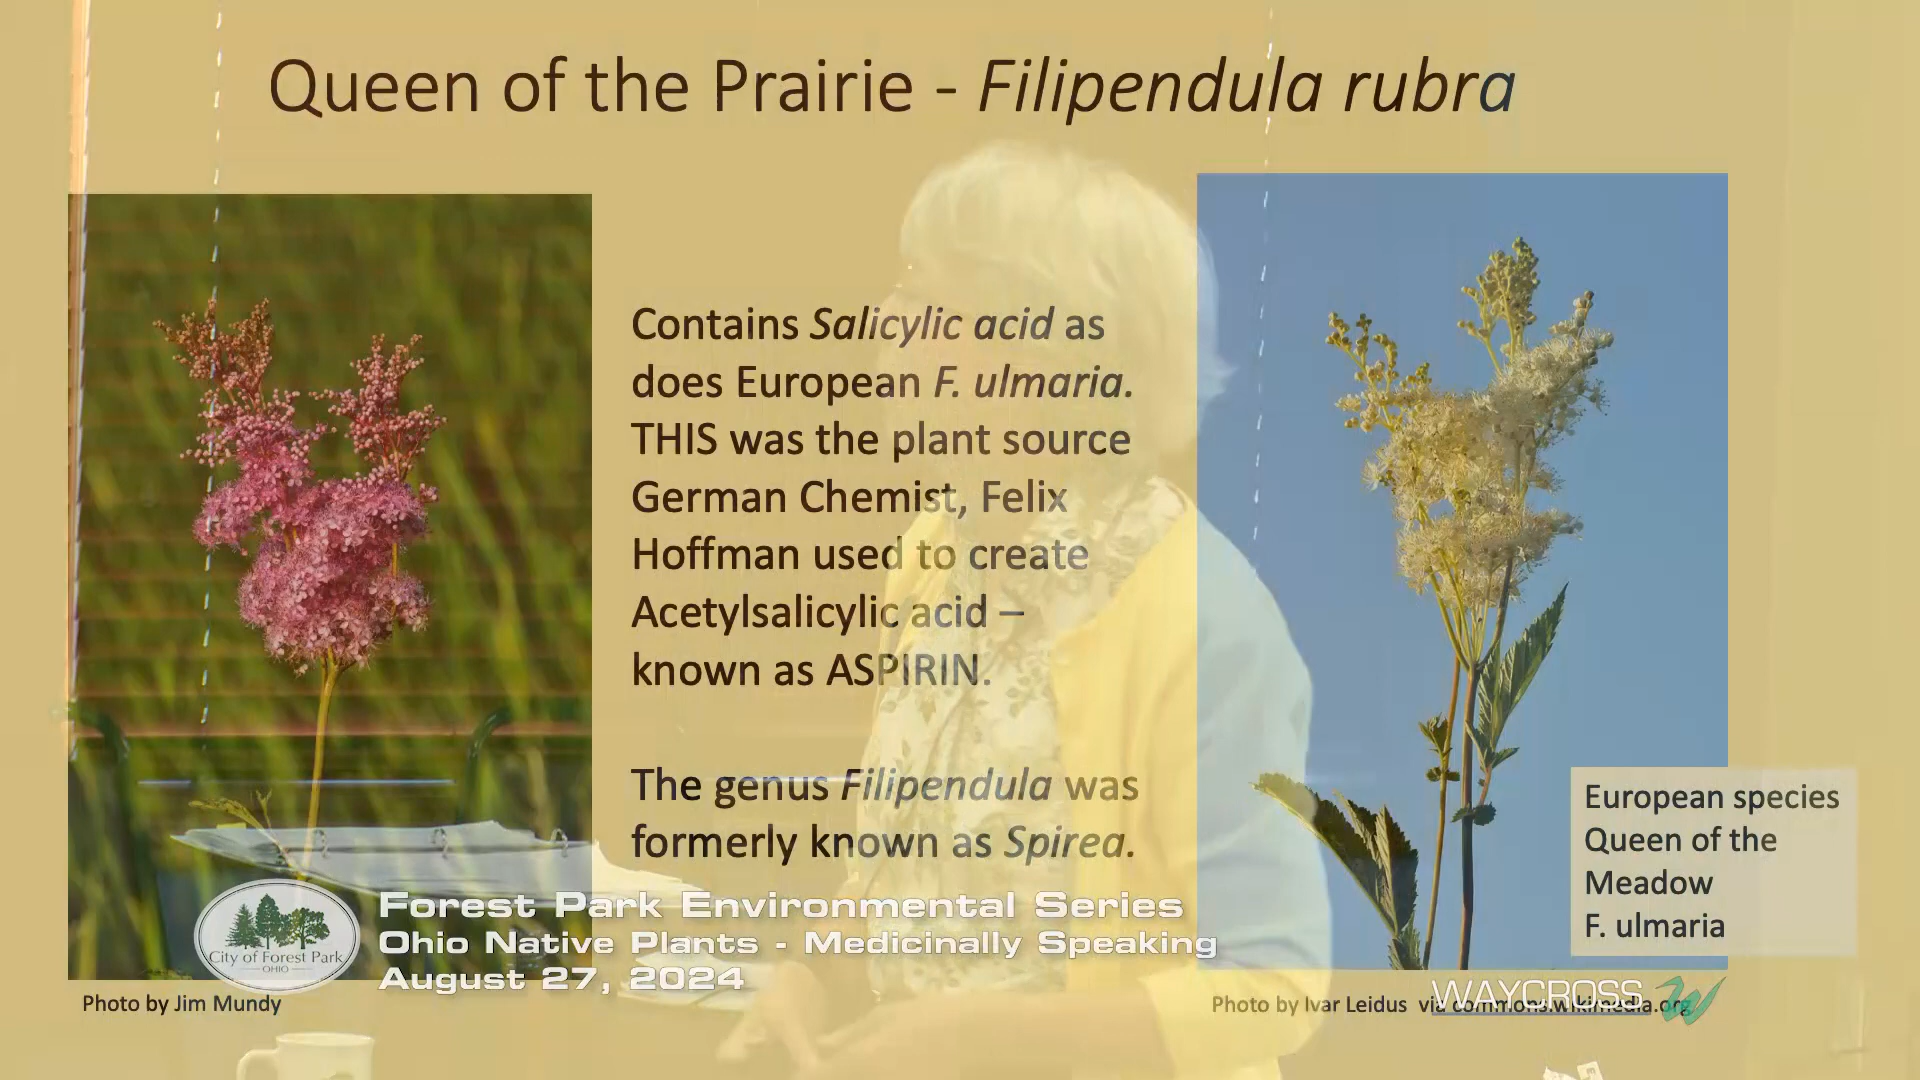 Queen of the Prairie - Filipendula rubra
Contains Salicylic acid as
does European F. ulmaria.
THIS was the plant source
German Chemist, Felix
Hoffman used to create
Acetylsalicylic acid –
known as ASPIRIN.
The genus Filipendula was
formerly known as Spirea.
European species
Queen of the
Meadow
F. ulmaria
City of Forest Park
OHIO
Forest Park Environmental Series
Ohio Native Plants - Medicinally Speaking
August 27, 2024
Photo by Jim Mundy
Photo by Ivar Leidus via commons.wikimedia.org
WAYCROSS